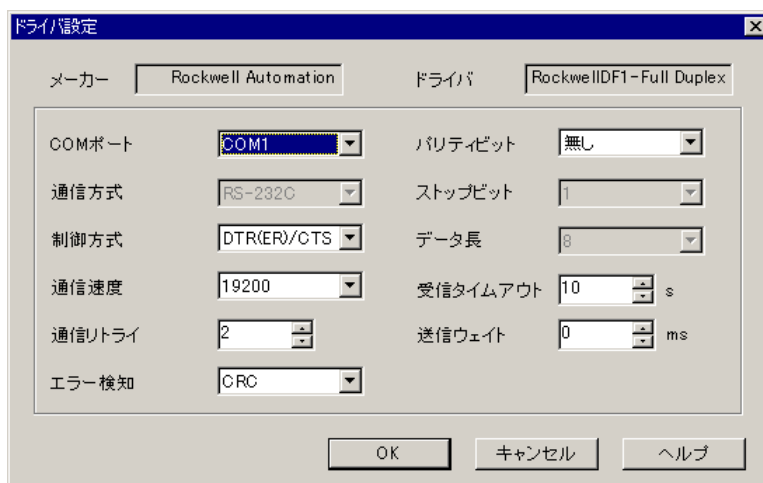 ドライバ設定
メーカー Rockwell Automation ドライバ RockwellDF1-Full Duplex
COMポート COM1 パリティビット 無し
通信方式 RS-232C ストップビット 1
制御方式 DTR(ER)/CTS データ長 8
通信速度 19200 受信タイムアウト 10 s
通信リトライ 2 送信ウェイト 0 ms
エラー検知 CRC
OK キャンセル ヘルプ